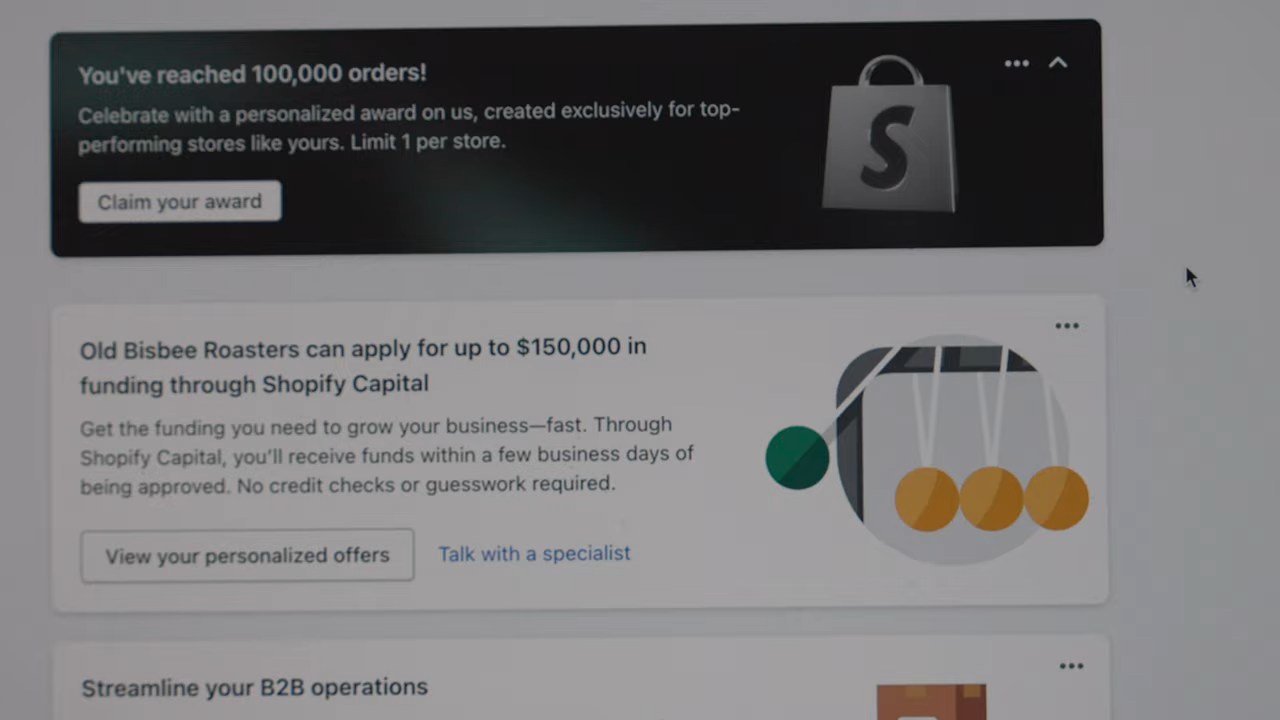 You've reached 100,000 orders!
Celebrate with a personalized award on us, created exclusively for top-
performing stores like yours. Limit 1 per store.
Claim your award
S
Old Bisbee Roasters can apply for up to $150,000 in
funding through Shopify Capital
Get the funding you need to grow your business—fast. Through
Shopify Capital, you'll receive funds within a few business days of
being approved. No credit checks or guesswork required.
View your personalized offers
Talk with a specialist
Streamline your B2B operations